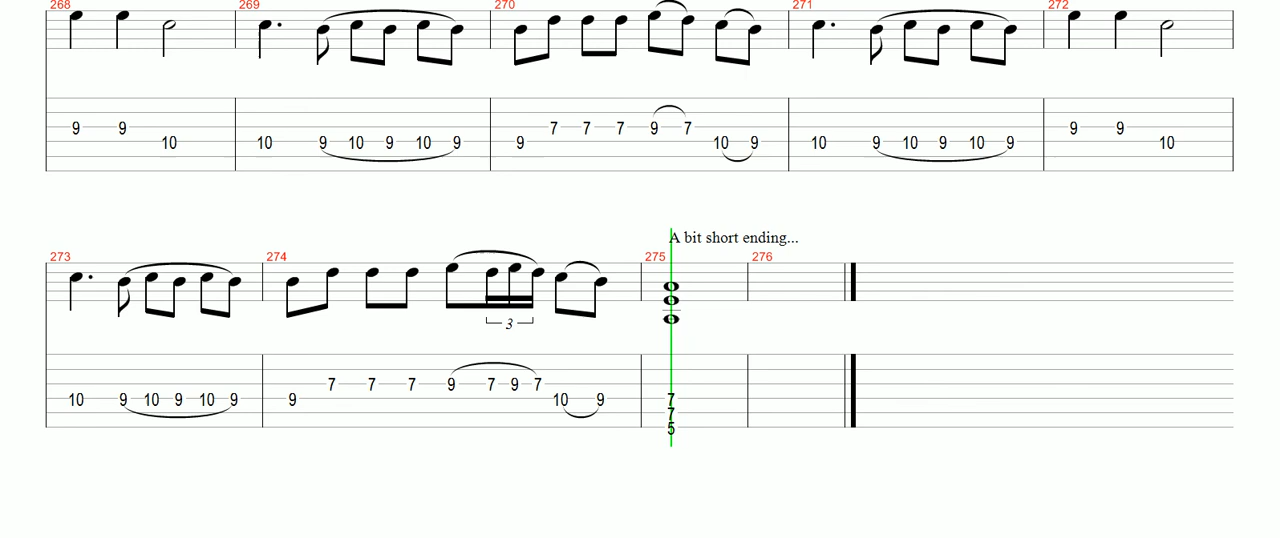 268 269 270 271 272
9 9 10 10 9 10 9 10 9 9 7 7 7 9 7 10 9 10 9 10 9 10 9 9 9 10
A bit short ending...
273 274 275 276
3
10 9 10 9 10 9 9 7 7 7 9 7 9 7 10 9 7
7
5